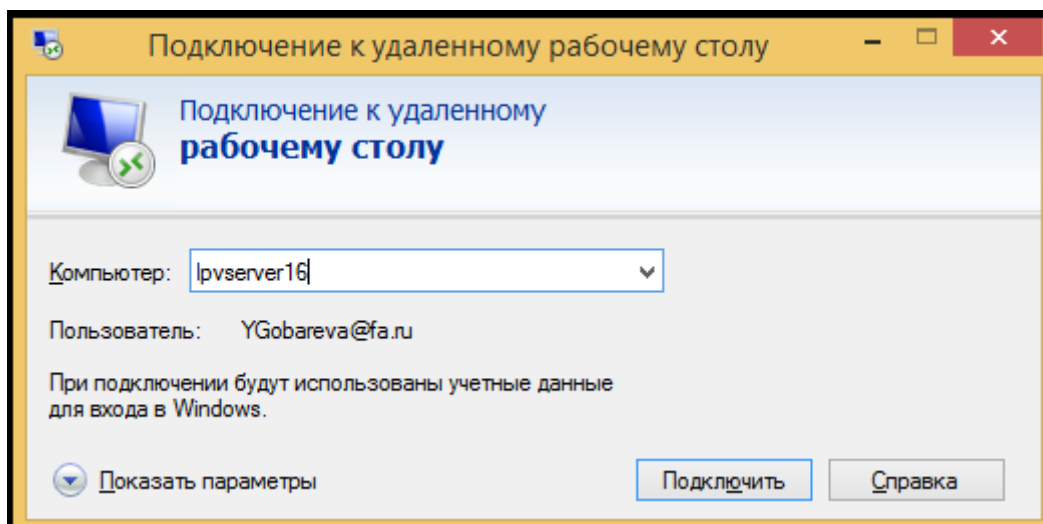 Подключение к удаленному рабочему столу
Подключение к удаленному
рабочему столу
Компьютер: lpvserver16
Пользователь: YGobareva@fa.ru
При подключении будут использованы учетные данные
для входа в Windows.
Показать параметры Подключить Справка